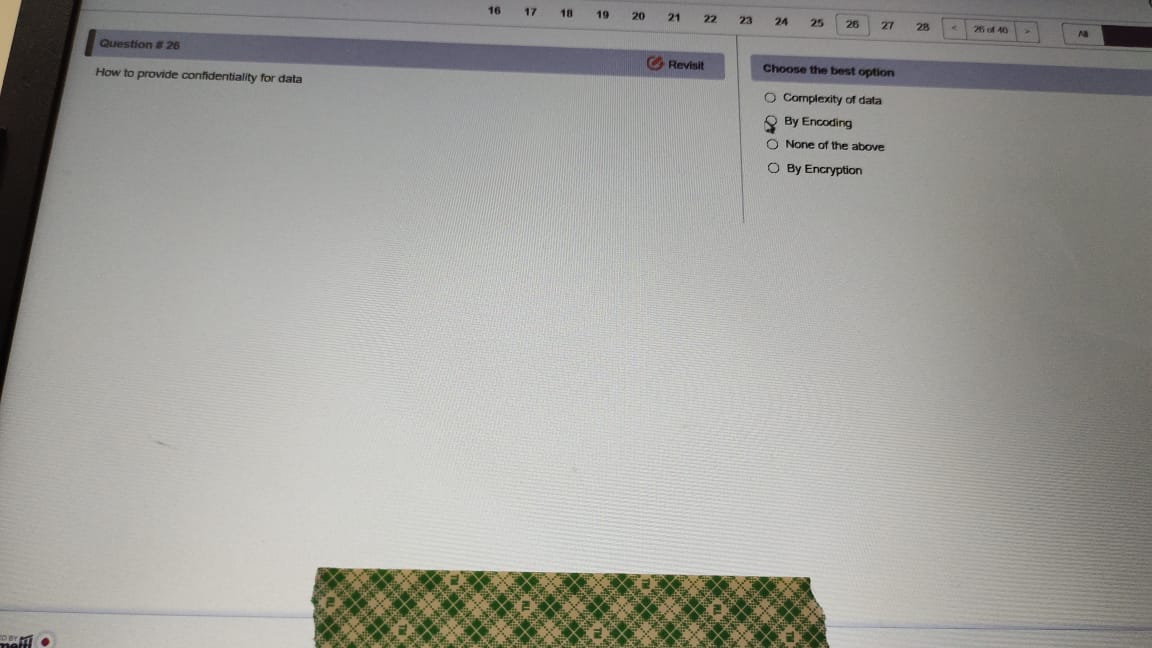 16 17 18 19 20 21 22 23 24 25 26 27 28 < 26 of 40 > All
Question # 26
Revisit
How to provide confidentiality for data
Choose the best option
Complexity of data
By Encoding
None of the above
By Encryption